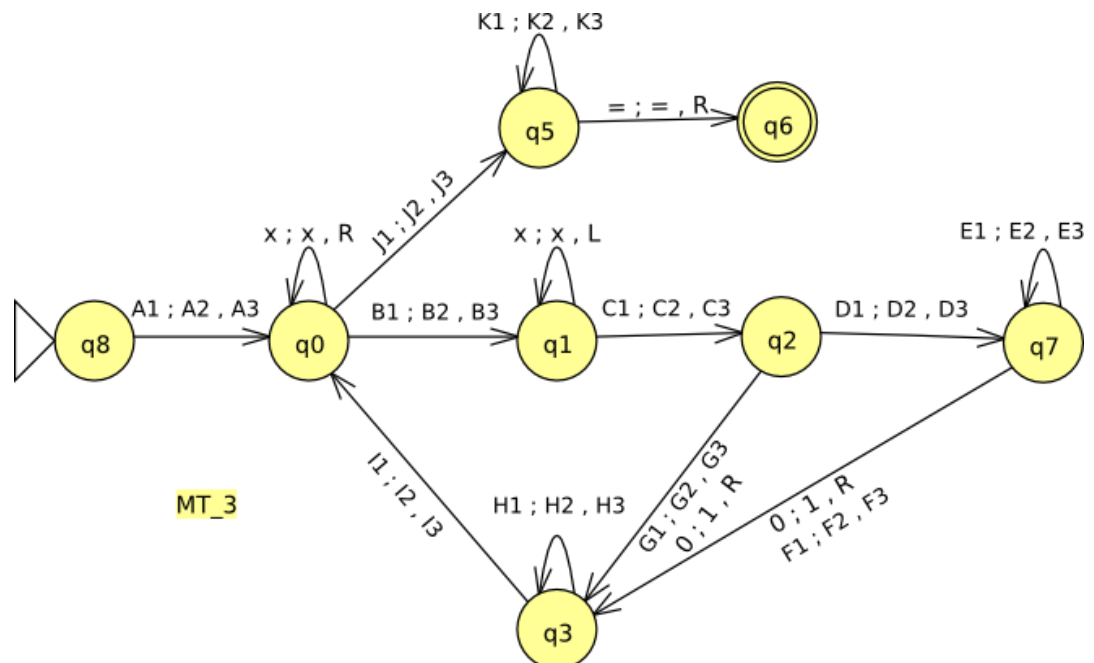 K1 ; K2 , K3
= ; = , R
q5
q6
J1 ; J2 , J3
x ; x , R
x ; x , L
E1 ; E2 , E3
A1 ; A2 , A3
B1 ; B2 , B3
C1 ; C2 , C3
D1 ; D2 , D3
q8
q0
q1
q2
q7
I1 ; I2 , I3
G1 ; G2 , G3
0 ; 1 , R
0 ; 1 , R
F1 ; F2 , F3
MT_3
H1 ; H2 , H3
q3